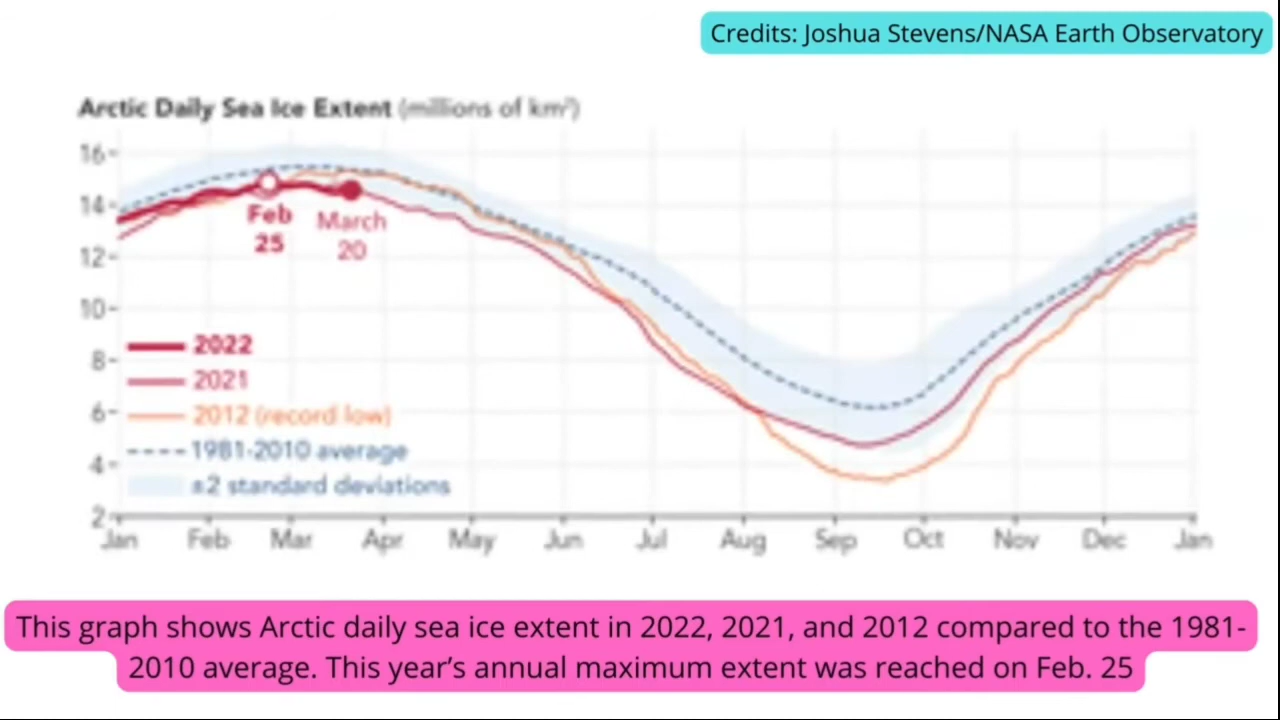 Credits: Joshua Stevens/NASA Earth Observatory
Arctic Daily Sea Ice Extent (millions of km²)
16
14
12
10
8
6
4
2
Feb
25
March
20
2022
2021
2012 (record low)
1981-2010 average
±2 standard deviations
Jan Feb Mar Apr May Jun Jul Aug Sep Oct Nov Dec Jan
This graph shows Arctic daily sea ice extent in 2022, 2021, and 2012 compared to the 1981-
2010 average. This year’s annual maximum extent was reached on Feb. 25